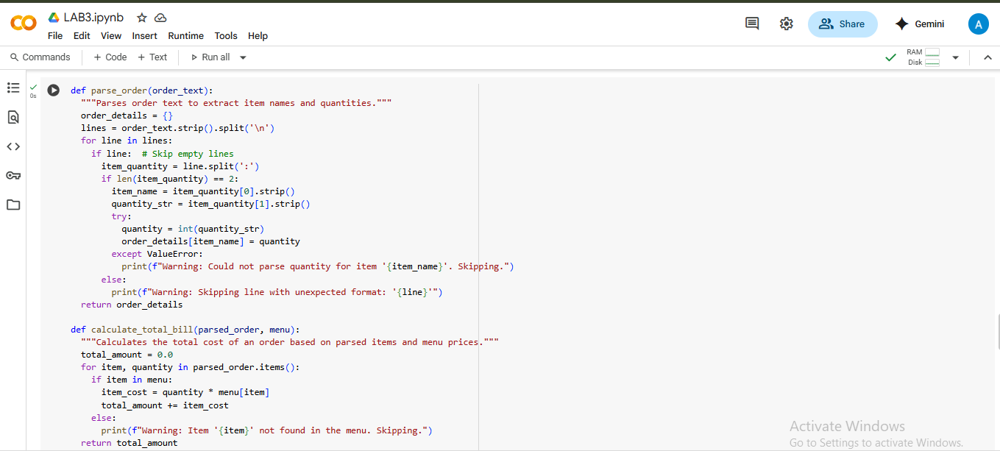 LAB3.ipynb
File Edit View Insert Runtime Tools Help
Share
Gemini
A
Commands + Code + Text Run all
RAM
Disk
0s
def parse_order(order_text):
  """Parses order text to extract item names and quantities."""
  order_details = {}
  lines = order_text.strip().split('\n')
  for line in lines:
    if line:  # Skip empty lines
      item_quantity = line.split(':')
      if len(item_quantity) == 2:
        item_name = item_quantity[0].strip()
        quantity_str = item_quantity[1].strip()
        try:
          quantity = int(quantity_str)
          order_details[item_name] = quantity
        except ValueError:
          print(f"Warning: Could not parse quantity for item '{item_name}'. Skipping.")
      else:
        print(f"Warning: Skipping line with unexpected format: '{line}'")
  return order_details
def calculate_total_bill(parsed_order, menu):
  """Calculates the total cost of an order based on parsed items and menu prices."""
  total_amount = 0.0
  for item, quantity in parsed_order.items():
    if item in menu:
      item_cost = quantity * menu[item]
      total_amount += item_cost
    else:
      print(f"Warning: Item '{item}' not found in the menu. Skipping.")
  return total_amount
Activate Windows
Go to Settings to activate Windows.